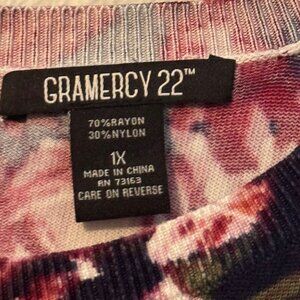 GRAMERCY 22™
70%RAYON
30%NYLON
1X
MADE IN CHINA
RN 73163
CARE ON REVERSE